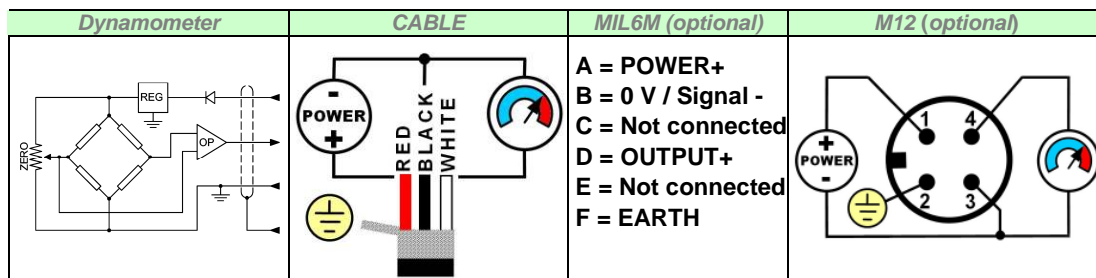 Dynamometer
CABLE
MIL6M (optional)
M12 (optional)
REG
ZERO
OP
-
POWER
+
RED
BLACK
WHITE
A = POWER+
B = 0 V / Signal -
C = Not connected
D = OUTPUT+
E = Not connected
F = EARTH
+
POWER
-
1
4
2
3